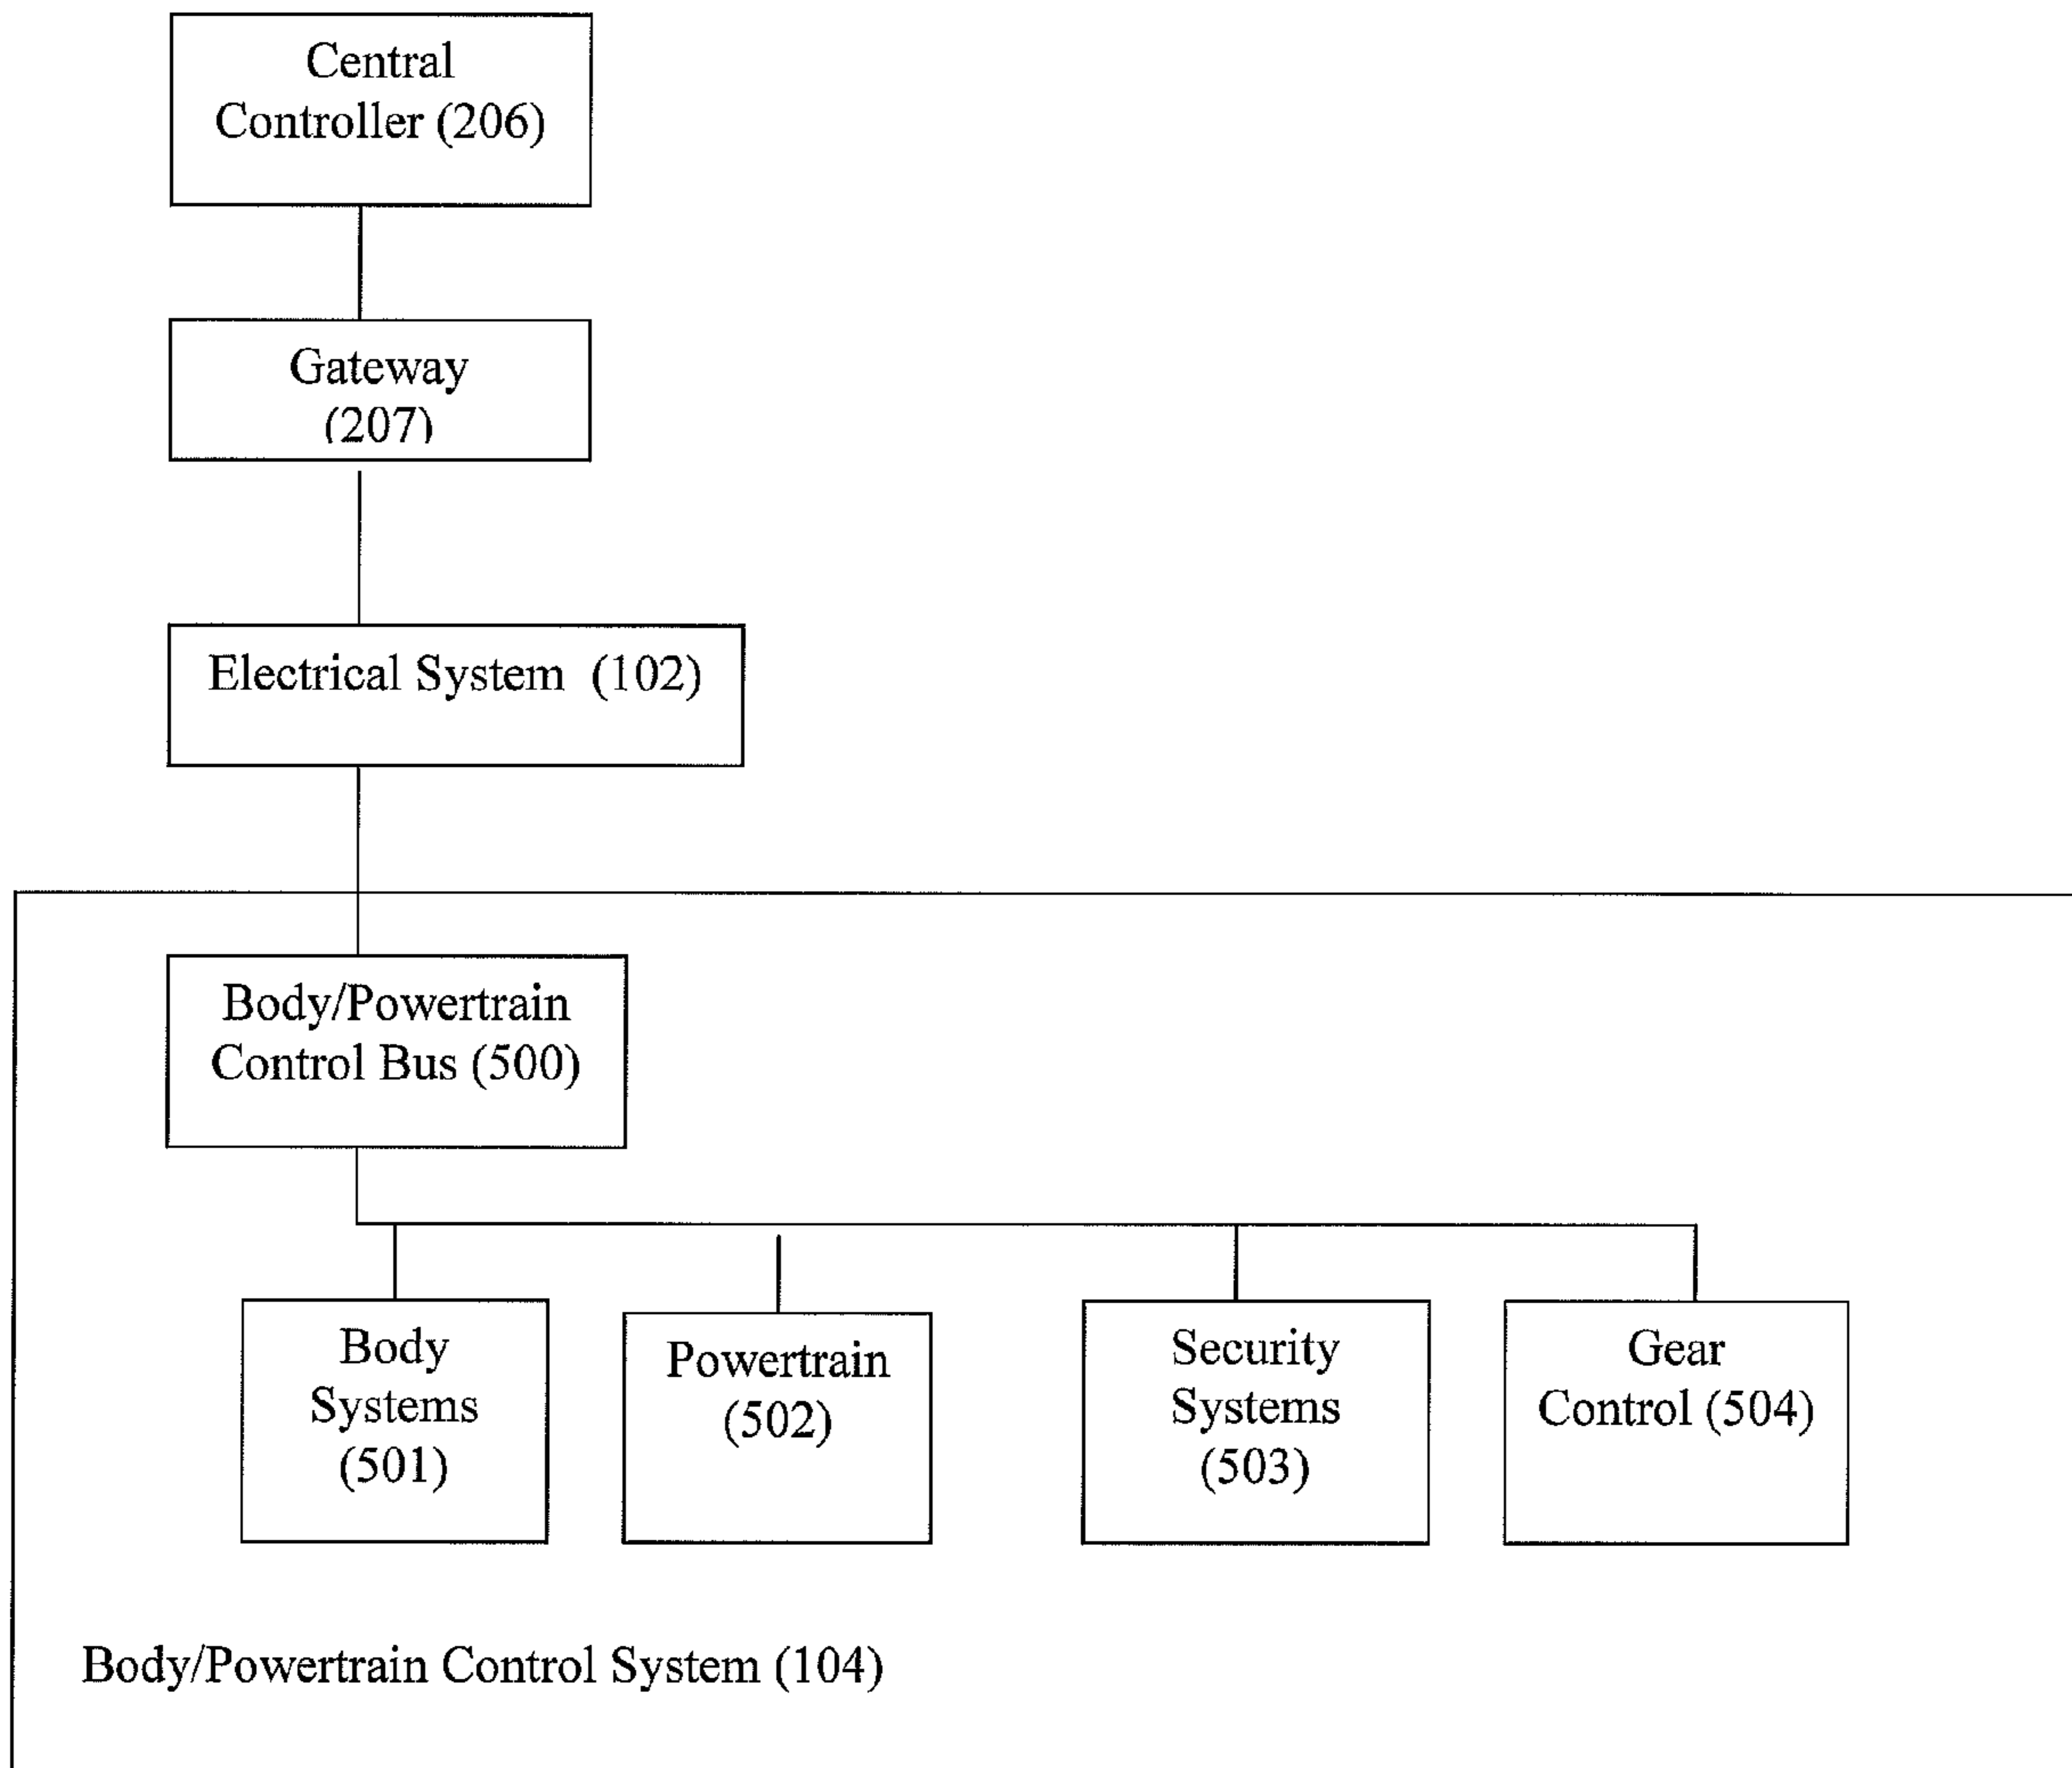 Central
Controller (206)
Gateway
(207)
Electrical System (102)
Body/Powertrain
Control Bus (500)
Body
Systems
(501)
Powertrain
(502)
Security
Systems
(503)
Gear
Control (504)
Body/Powertrain Control System (104)